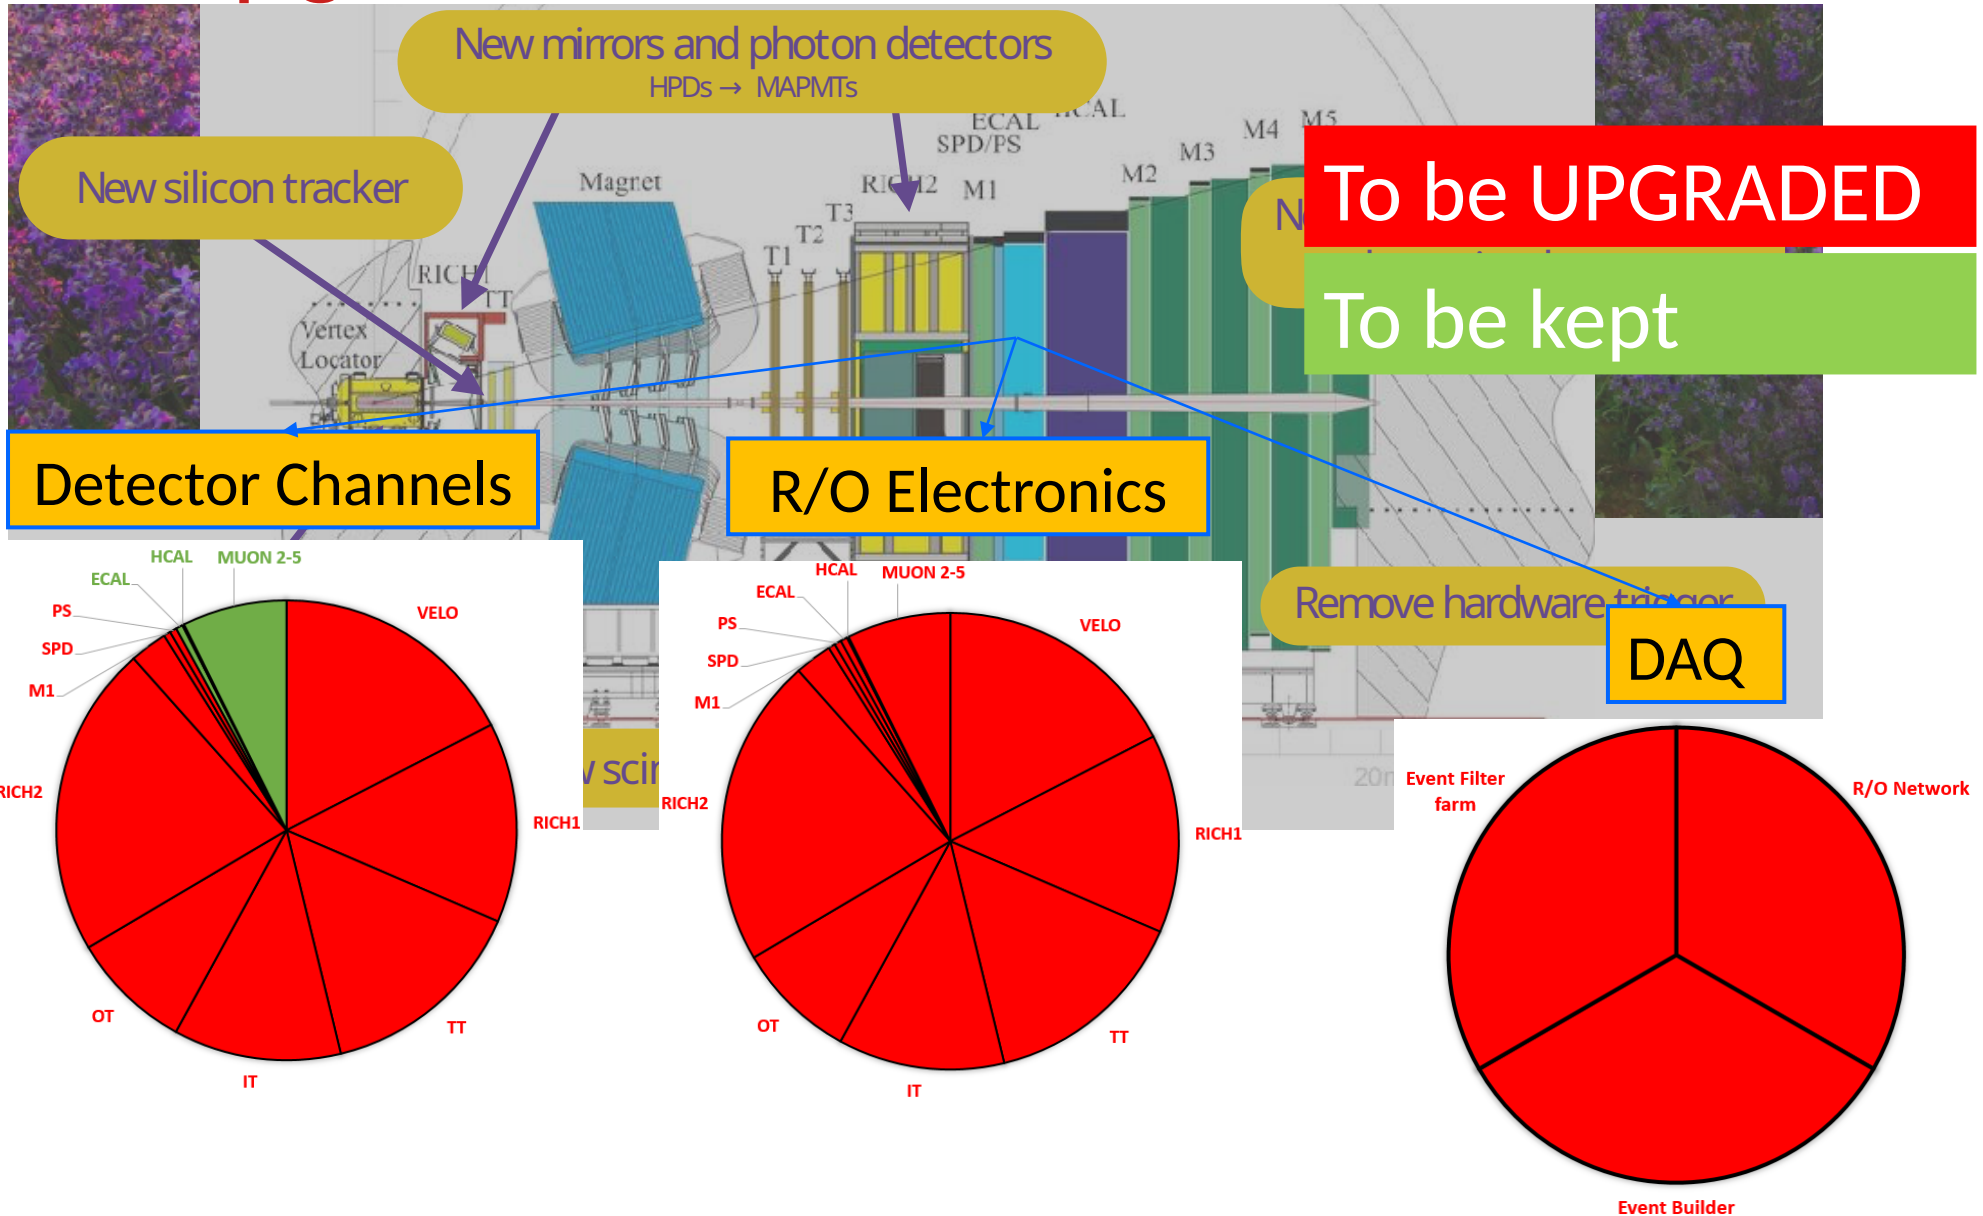 New mirrors and photon detectors
HPDs → MAPMTs
New silicon tracker
ECAL
SPD/PS
M5
M4
M3
M2
M1
RICH2
Magnet
T3
T2
T1
RICH1
TT
Vertex
Locator
To be UPGRADED
To be kept
Detector Channels
R/O Electronics
Remove hardware trigger
DAQ
HCAL
MUON 2-5
ECAL
PS
SPD
M1
VELO
RICH2
RICH1
OT
TT
IT
HCAL
MUON 2-5
ECAL
PS
SPD
M1
VELO
RICH2
RICH1
OT
TT
IT
Event Filter
farm
R/O Network
Event Builder